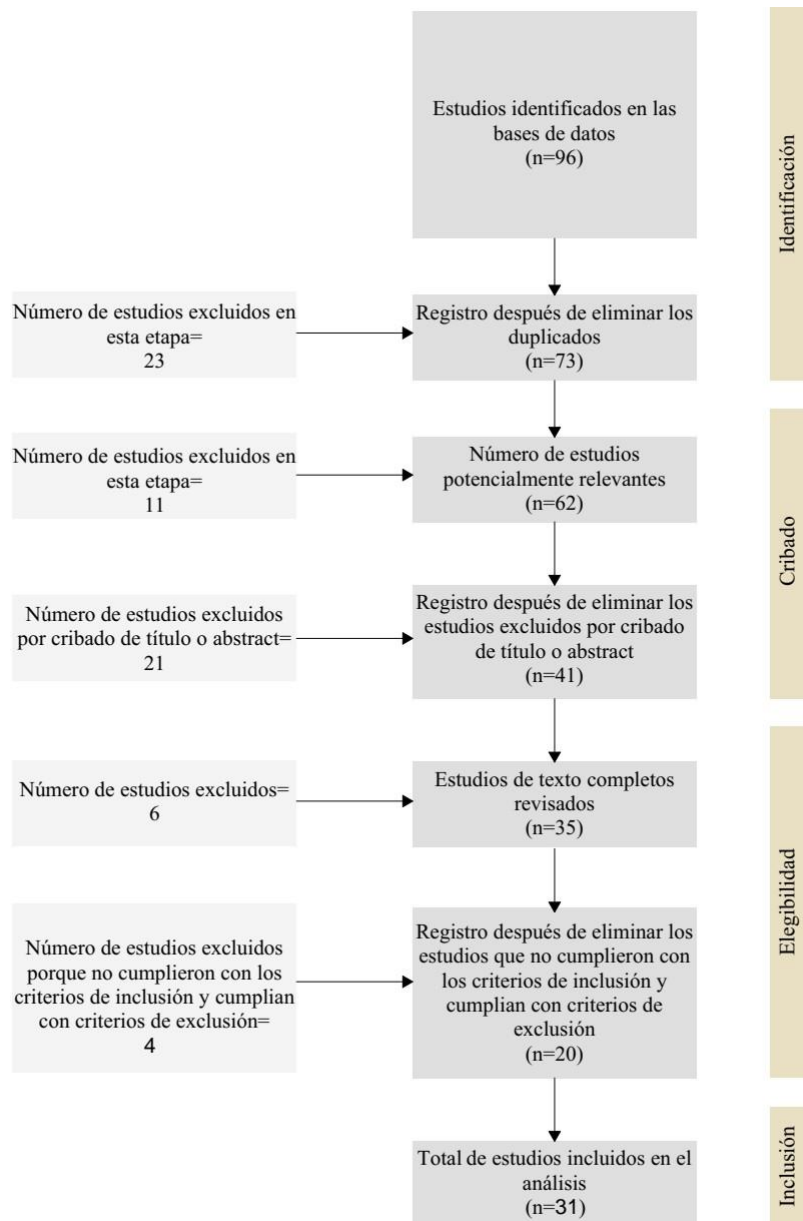 Estudios identificados en las
bases de datos
(n=96)
Identificación
Número de estudios excluidos en
esta etapa=
23
Registro después de eliminar los
duplicados
(n=73)
Número de estudios excluidos en
esta etapa=
11
Número de estudios
potencialmente relevantes
(n=62)
Cribado
Número de estudios excluidos
por cribado de título o abstract=
21
Registro después de eliminar los
estudios excluidos por cribado
de título o abstract
(n=41)
Número de estudios excluidos=
6
Estudios de texto completos
revisados
(n=35)
Elegibilidad
Número de estudios excluidos
porque no cumplieron con los
criterios de inclusión y cumplian
con criterios de exclusión=
4
Registro después de eliminar los
estudios que no cumplieron con
los criterios de inclusión y
cumplian con criterios de
exclusión
(n=20)
Total de estudios incluidos en el
análisis
(n=31)
Inclusión